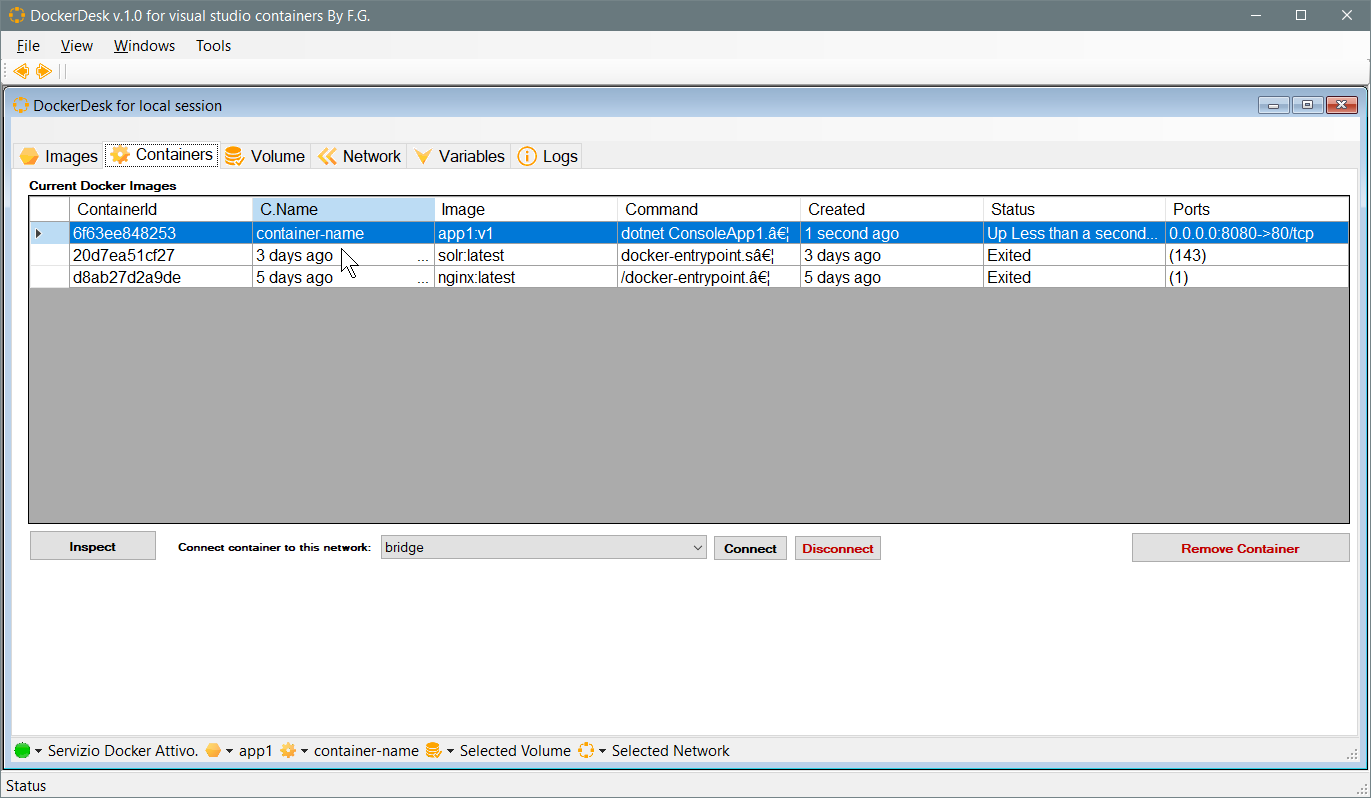 DockerDesk v.1.0 for visual studio containers By F.G.
File View Windows Tools
DockerDesk for local session
Images Containers Volume Network Variables Logs
Current Docker Images
ContainerId C.Name Image Command Created Status Ports
6f63ee848253 container-name app1:v1 dotnet ConsoleApp1.â€¦ 1 second ago Up Less than a second... 0.0.0.0:8080->80/tcp
20d7ea51cf27 3 days ago ... solr:latest docker-entrypoint.sâ€¦ 3 days ago Exited (143)
d8ab27d2a9de 5 days ago ... nginx:latest /docker-entrypoint.â€¦ 5 days ago Exited (1)
Inspect Connect container to this network: bridge Connect Disconnect Remove Container
Servizio Docker Attivo. app1 container-name Selected Volume Selected Network
Status